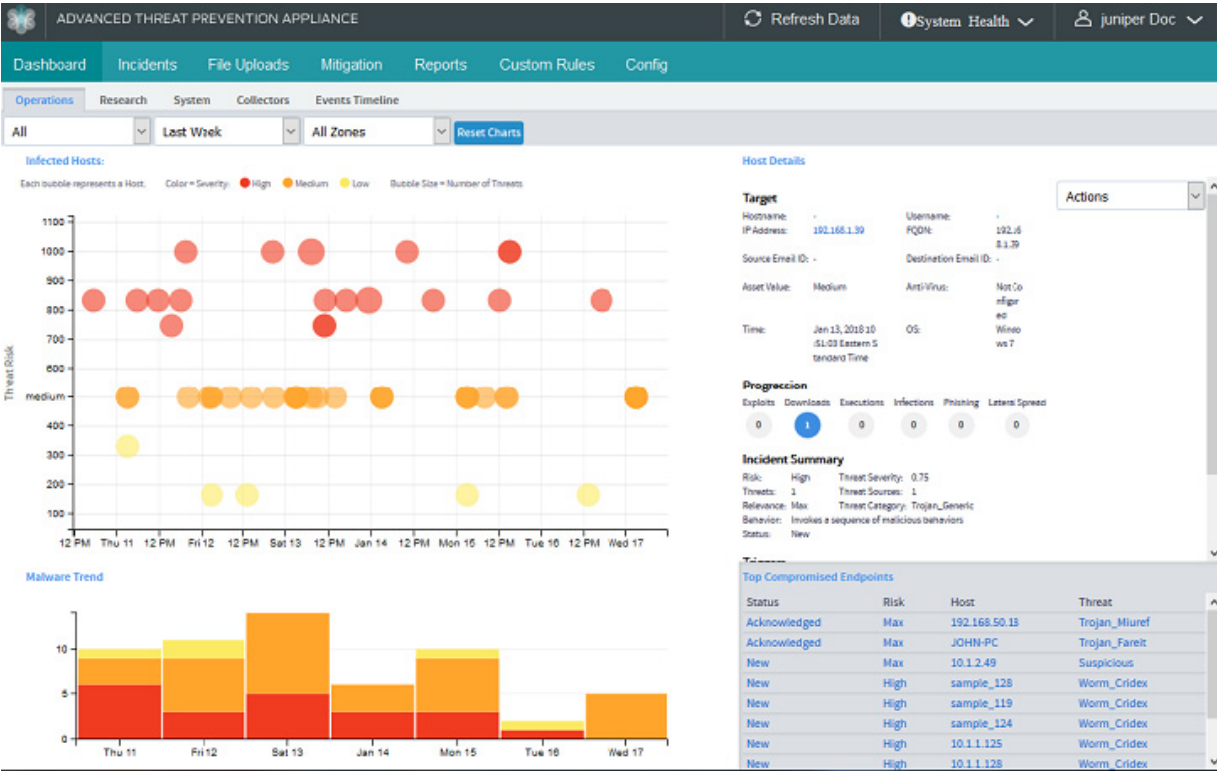 ADVANCED THREAT PREVENTION APPLIANCE
Refresh Data
System Health
juniper Doc
Dashboard Incidents File Uploads Mitigation Reports Custom Rules Config
Operations Research System Collectors Events Timeline
All Last Week All Zones Reset Charts
Infected Hosts:
Each bubble represents a Host. Color = Severity: High Medium Low Bubble Size = Number of Threats
Threat Risk
1100
1000
900
800
700
600
medium
400
300
200
100
12 PM Thu 11 12 PM Fri 12 12 PM Sat 13 12 PM Jan 14 12 PM Mon 15 12 PM Tue 16 12 PM Wed 17
Malware Trend
10
5
0
Thu 11 Fri 12 Sat 13 Jan 14 Mon 15 Tue 16 Wed 17
Host Details
Actions
Target
Hostname: - Username: -
IP Address: 192.168.1.39 FQDN: 192.16
8.1.39
Source Email ID: - Destination Email ID: -
Asset Value: Medium Anti-Virus: Not Co
nfigur
ed
Time: Jan 13, 2018 10 OS: Windo
:51:03 Eastern S ws 7
tandard Time
Progression
Exploits Downloads Executions Infections Phishing Lateral Spread
0 1 0 0 0 0
Incident Summary
Risk: High Threat Severity: 0.75
Threats: 1 Threat Sources: 1
Relevance: Max Threat Category: Trojan_Generic
Behavior: Invokes a sequence of malicious behaviors
Status: New
Top Compromised Endpoints
Status Risk Host Threat
Acknowledged Max 192.168.50.13 Trojan_Miuref
Acknowledged Max JOHN-PC Trojan_Fareit
New Max 10.1.2.49 Suspicious
New High sample_128 Worm_Cridex
New High sample_119 Worm_Cridex
New High sample_124 Worm_Cridex
New High 10.1.1.125 Worm_Cridex
New High 10.1.1.128 Worm_Cridex